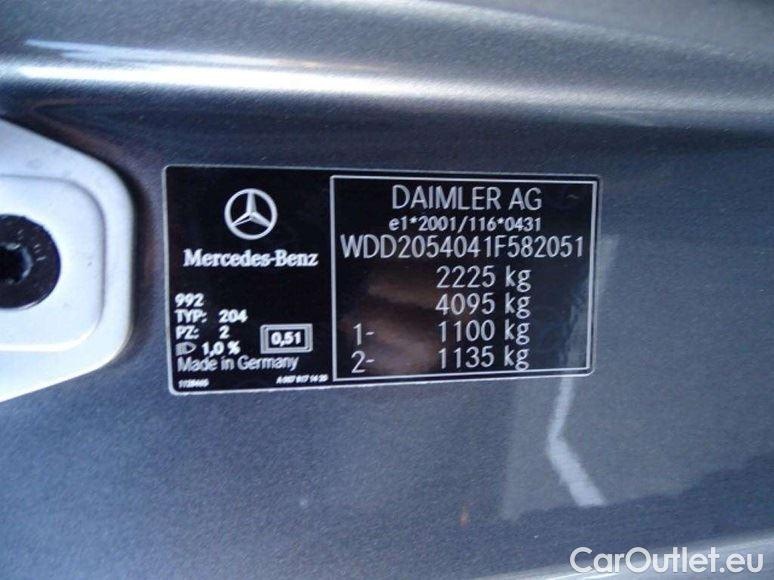 Mercedes-Benz
992
TYP: 204
PZ: 2
1,0 %
0,51
Made in Germany
DAIMLER AG
e1*2001/116*0431
WDD2054041F582051
2225 kg
4095 kg
1- 1100 kg
2- 1135 kg
CarOutlet.eu